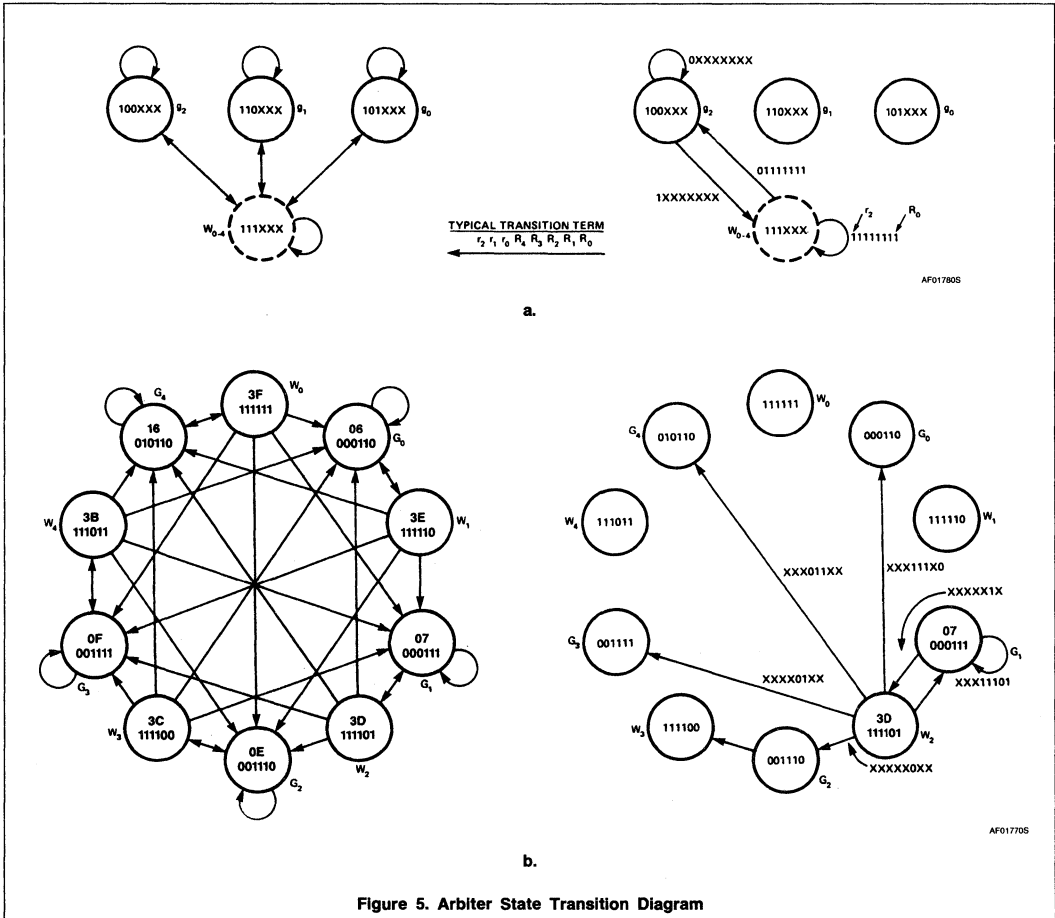 100XXX g2
110XXX g1
101XXX g0
W0-4 111XXX
0XXXXXXX
100XXX g2
110XXX g1
101XXX g0
01111111
1XXXXXXX
W0-4 111XXX
r2 R0
11111111
TYPICAL TRANSITION TERM
r2 r1 r0 R4 R3 R2 R1 R0
AF01780S
a.
3F 111111 W0
G4 16 010110
06 000110 G0
W4 3B 111011
3E 111110 W1
0F 001111 G3
07 000111 G1
W3 3C 111100
3D 111101 W2
0E 001110 G2
111111 W0
G4 010110
000110 G0
W4 111011
111110 W1
XXX011XX
XXX111X0
XXXXXX1X
G3 001111
07 000111 G1
XXXX01XX
XXX11101
W3 111100
3D 111101 W2
001110 G2
XXXXX0XX
AF01770S
b.
Figure 5. Arbiter State Transition Diagram